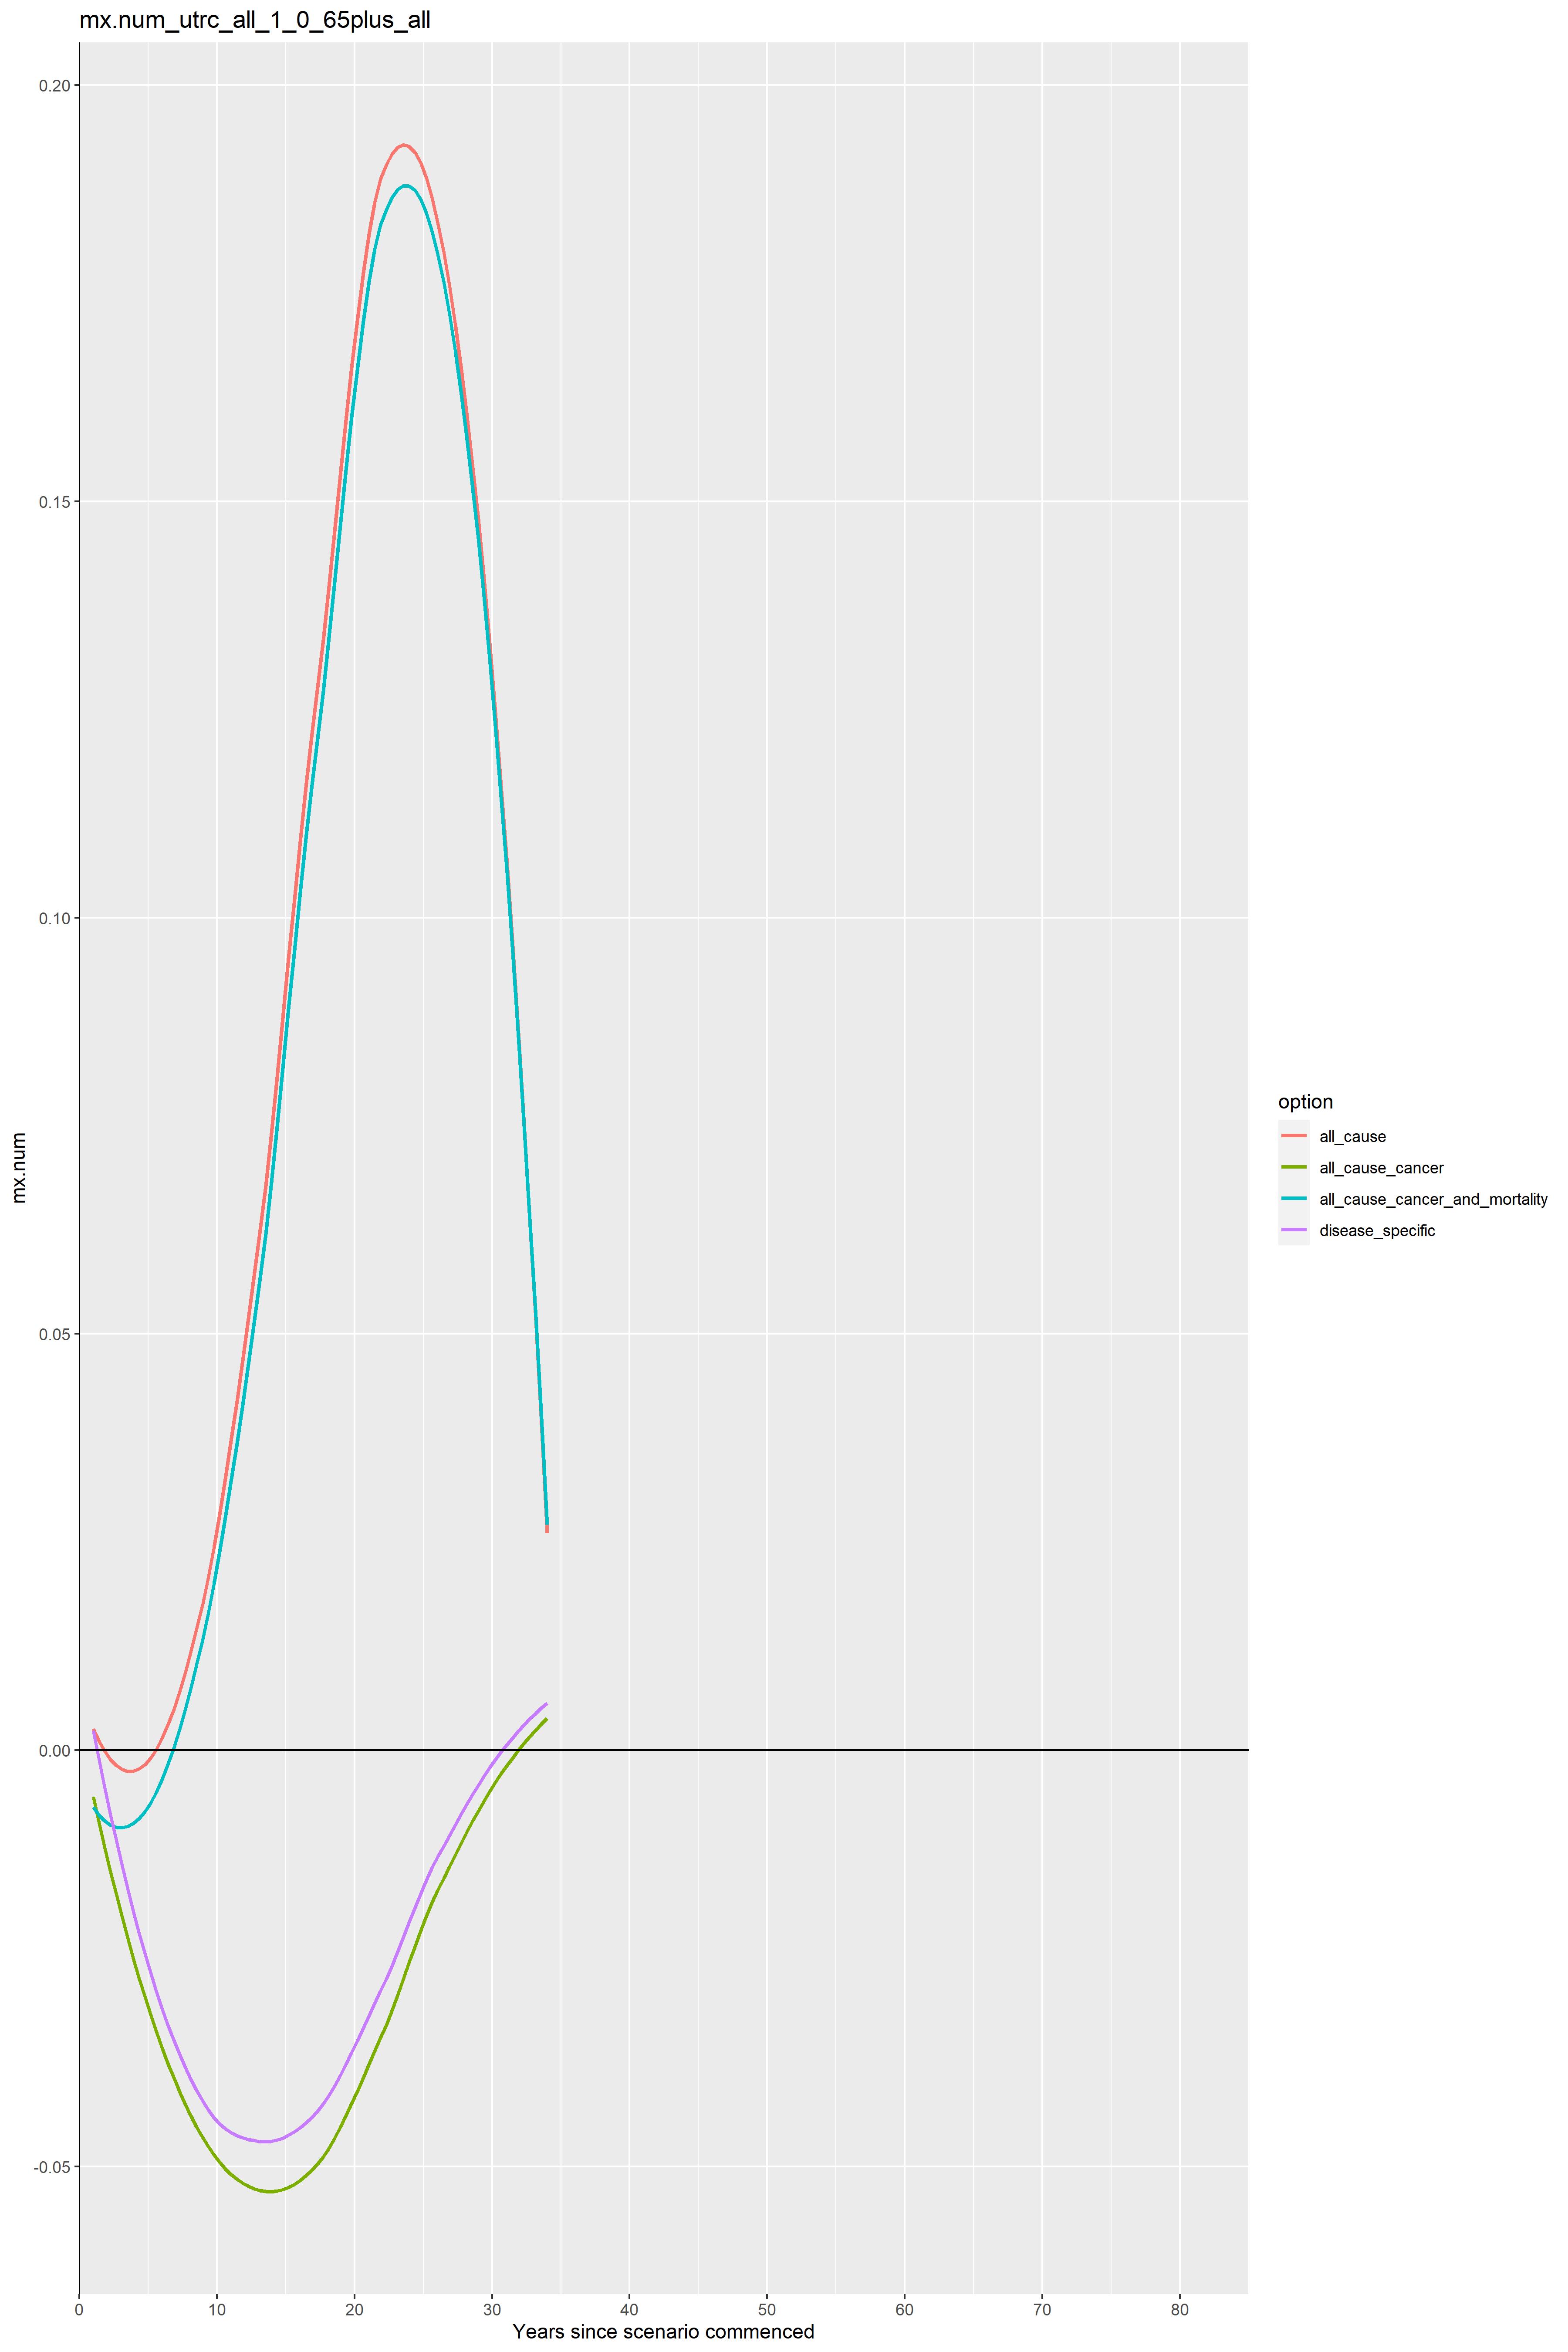 mx.num_utrc_all_1_0_65plus_all
0.20
0.15
0.10
0.05
0.00
-0.05
mx.num
0 10 20 30 40 50 60 70 80
Years since scenario commenced
option
all_cause
all_cause_cancer
all_cause_cancer_and_mortality
disease_specific